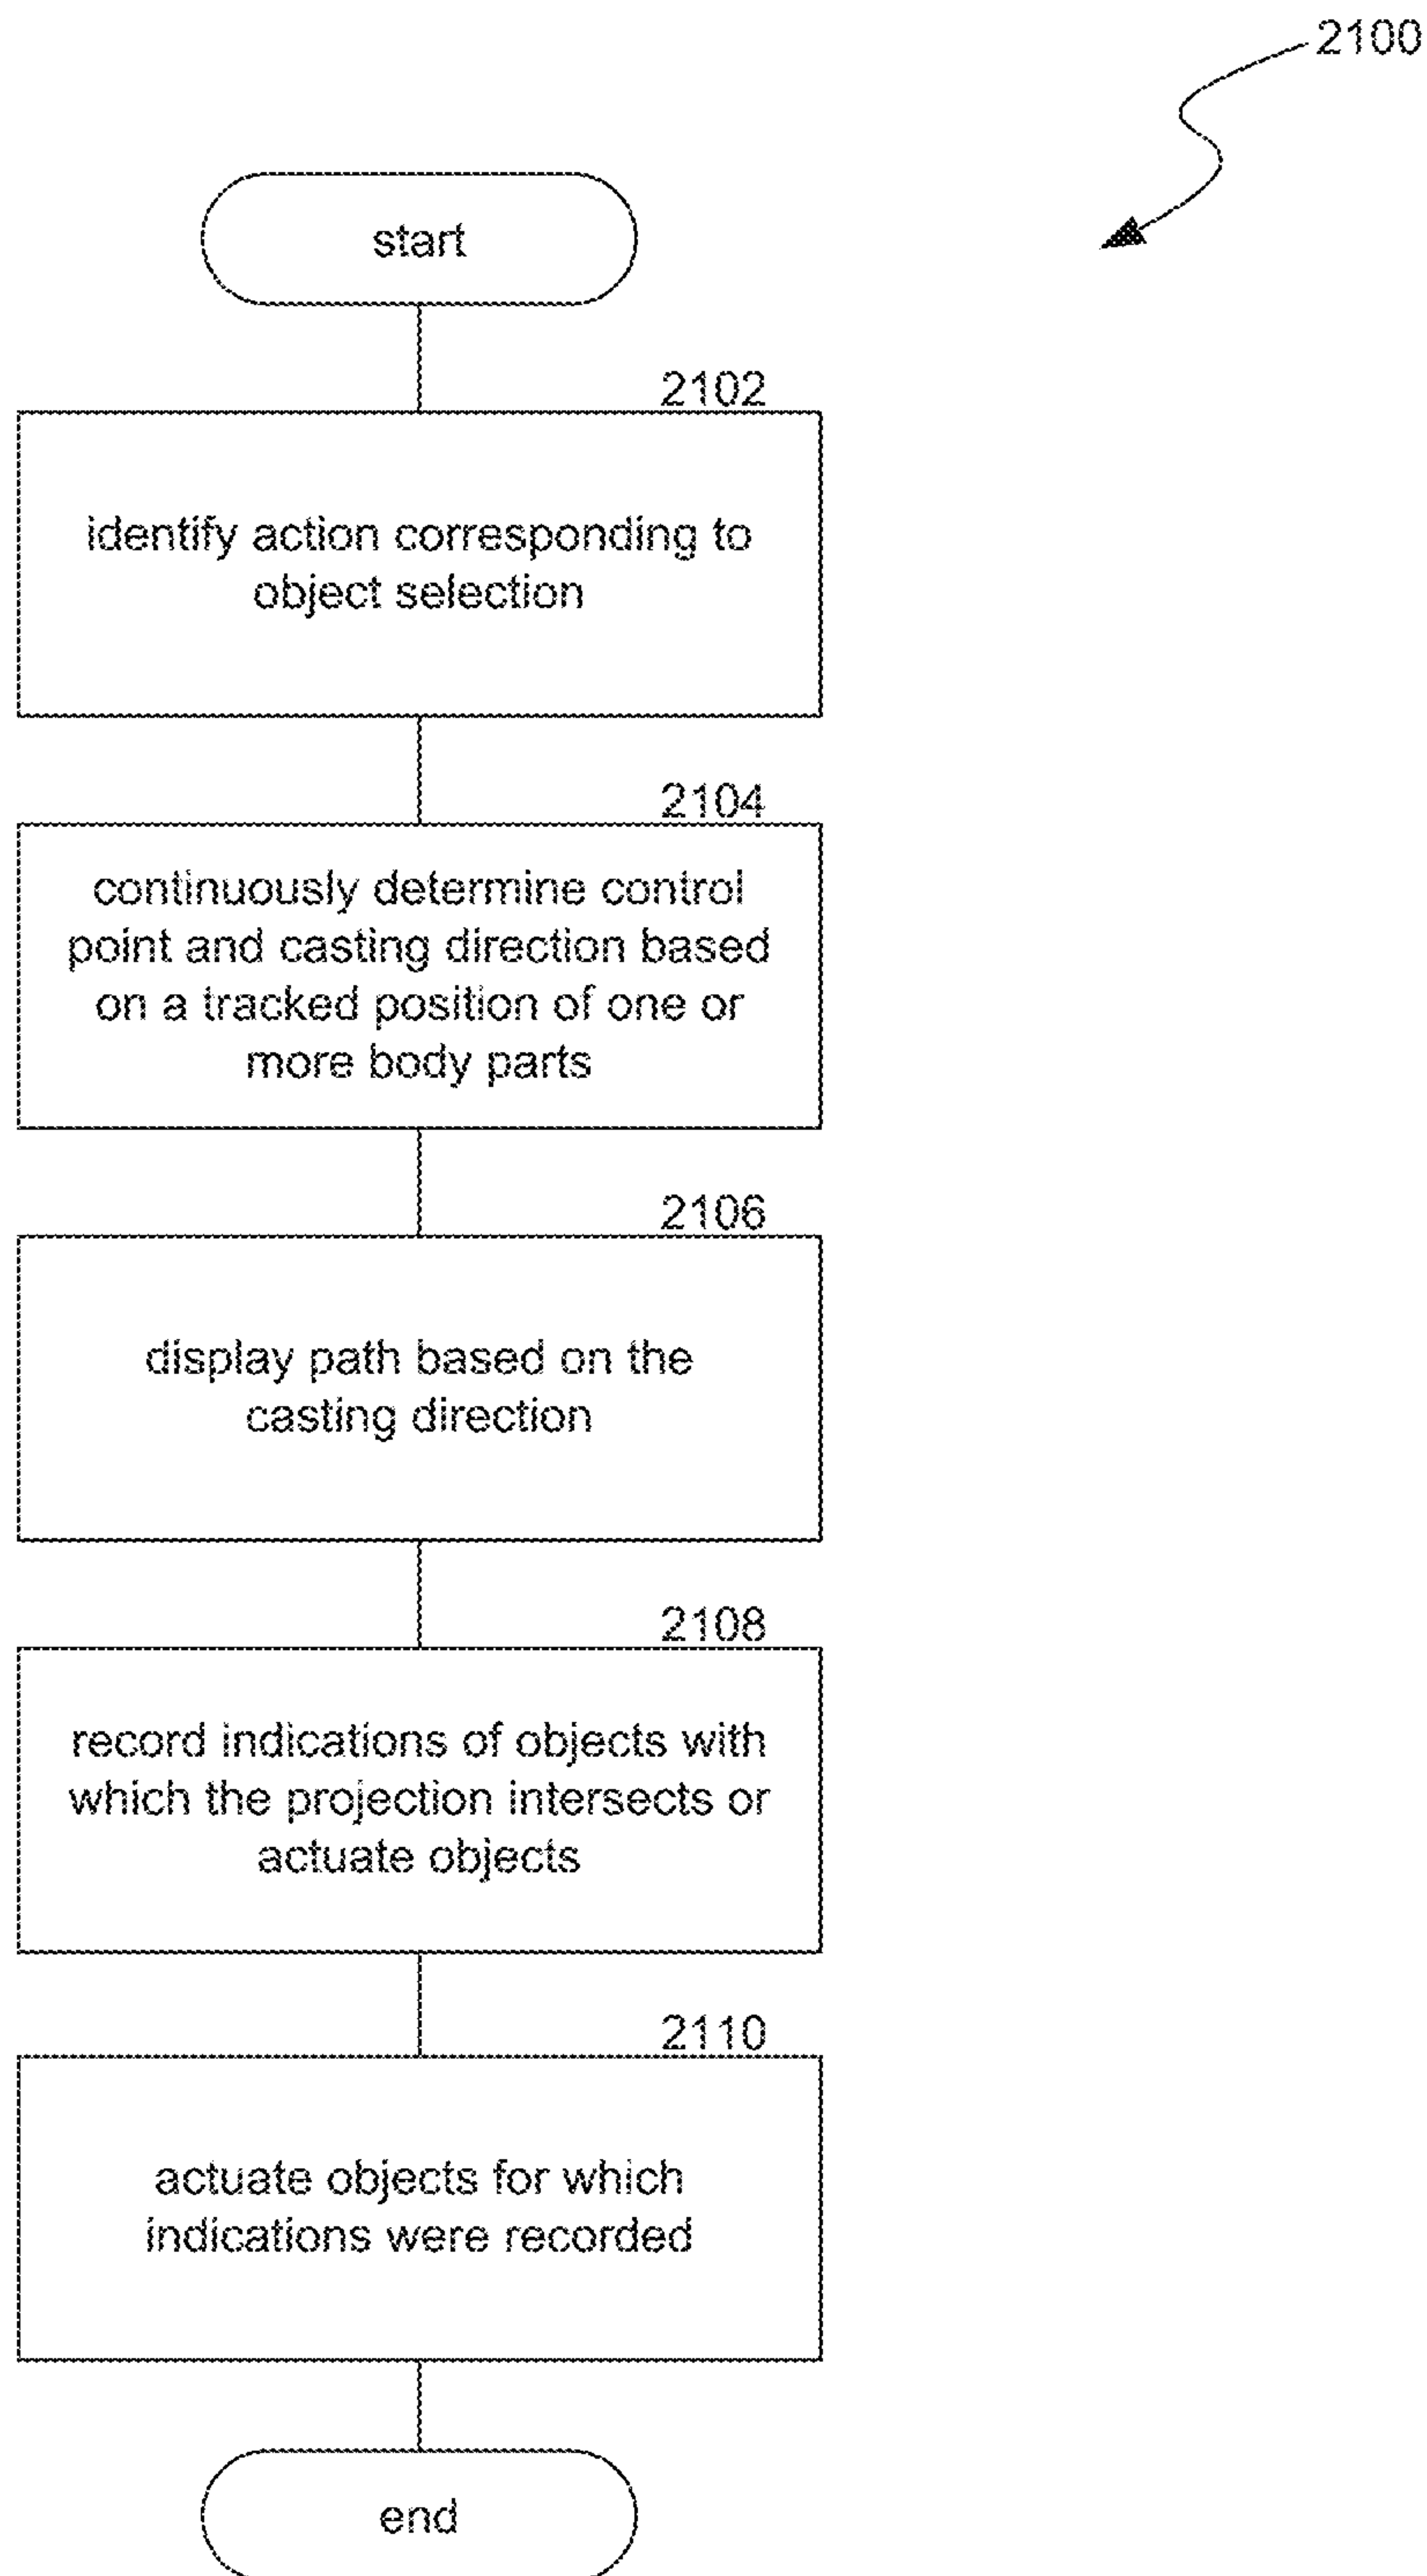 2100
start
2102
identify action corresponding to
object selection
2104
continuously determine control
point and casting direction based
on a tracked position of one or
more body parts
2106
display path based on the
casting direction
2108
record indications of objects with
which the projection intersects or
actuate objects
2110
actuate objects for which
indications were recorded
end